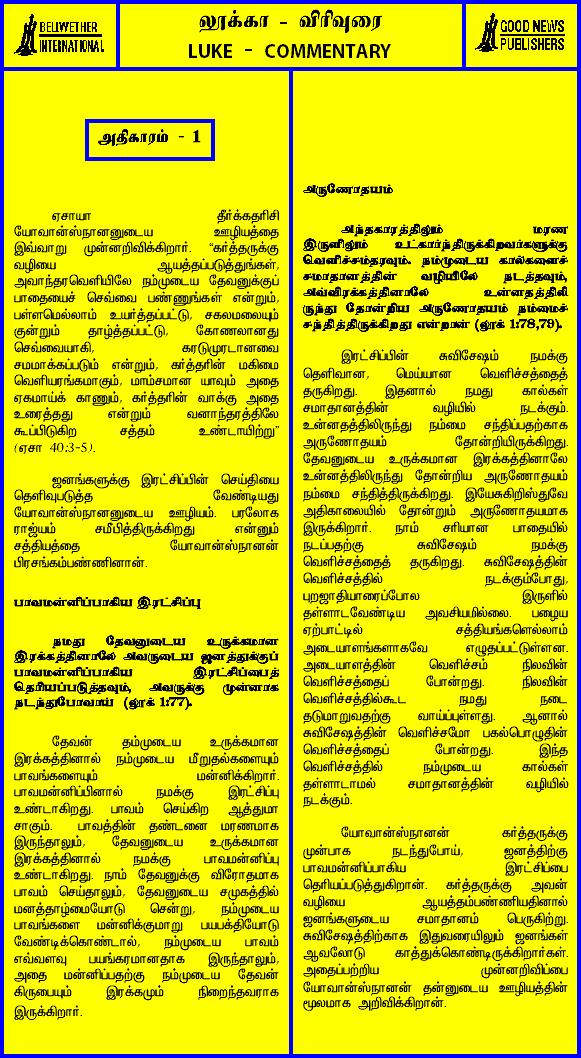 BELLWETHER
INTERNATIONAL
லூக்கா - விரிவுரை
LUKE - COMMENTARY
GOOD NEWS
PUBLISHERS
அதிகாரம் - 1
ஏசாயா தீர்க்கதரிசி
யோவான்ஸ்நானனுடைய ஊழியத்தை
இவ்வாறு முன்னறிவிக்கிறார். "கர்த்தருக்கு
வழியை ஆயத்தப்படுத்துங்கள்,
அவாந்தரவெளியிலே நம்முடைய தேவனுக்குப்
பாதையைச் செவ்வை பண்ணுங்கள் என்றும்,
பள்ளமெல்லாம் உயர்த்தப்பட்டு, சகலமலையும்
குன்றும் தாழ்த்தப்பட்டு, கோணலானது
செவ்வையாகி, கரடுமுரடானவை
சமமாக்கப்படும் என்றும், கர்த்தரின் மகிமை
வெளியரங்கமாகும், மாம்சமான யாவும் அதை
ஏகமாய்க் காணும், கர்த்தரின் வாக்கு அதை
உரைத்தது என்றும் வனாந்தரத்திலே
கூப்பிடுகிற சத்தம் உண்டாயிற்று"
(ஏசா 40:3-5).
ஜனங்களுக்கு இரட்சிப்பின் செய்தியை
தெளிவுபடுத்த வேண்டியது
யோவான்ஸ்நானனுடைய ஊழியம். பரலோக
ராஜ்யம் சமீபித்திருக்கிறது என்னும்
சத்தியத்தை யோவான்ஸ்நானன்
பிரசங்கம்பண்ணினான்.
பாவமன்னிப்பாகிய இரட்சிப்பு
நமது தேவனுடைய உருக்கமான
இரக்கத்தினாலே அவருடைய ஜனத்துக்குப்
பாவமன்னிப்பாகிய இரட்சிப்பைத்
தெரியப்படுத்தவும், அவருக்கு முன்னாக
நடந்துபோவாய் (லூக் 1:77).
தேவன் தம்முடைய உருக்கமான
இரக்கத்தினால் நம்முடைய மீறுதல்களையும்
பாவங்களையும் மன்னிக்கிறார்.
பாவமன்னிப்பினால் நமக்கு இரட்சிப்பு
உண்டாகிறது. பாவம் செய்கிற ஆத்துமா
சாகும். பாவத்தின் தண்டனை மரணமாக
இருந்தாலும், தேவனுடைய உருக்கமான
இரக்கத்தினால் நமக்கு பாவமன்னிப்பு
உண்டாகிறது. நாம் தேவனுக்கு விரோதமாக
பாவம் செய்தாலும், தேவனுடைய சமுகத்தில்
மனத்தாழ்மையோடு சென்று, நம்முடைய
பாவங்களை மன்னிக்குமாறு பயபக்தியோடு
வேண்டிக்கொண்டால், நம்முடைய பாவம்
எவ்வளவு பயங்கரமானதாக இருந்தாலும்,
அதை மன்னிப்பதற்கு நம்முடைய தேவன்
கிருபையும் இரக்கமும் நிறைந்தவராக
இருக்கிறார்.
அருணோதயம்
அந்தகாரத்திலும் மரண
இருளிலும் உட்கார்ந்திருக்கிறவர்களுக்கு
வெளிச்சம்தரவும். நம்முடைய கால்களைச்
சமாதானத்தின் வழியிலே நடத்தவும்,
அவ்விரக்கத்தினாலே உன்னதத்தி
ருந்து தோன்றிய அருணோதயம் நம்மைச்
சந்தித்திருக்கிறது என்றான் (லூக் 1:78,79).
இரட்சிப்பின் சுவிசேஷம் நமக்கு
தெளிவான, மெய்யான வெளிச்சத்தைத்
தருகிறது. இதனால் நமது கால்கள்
சமாதானத்தின் வழியில் நடக்கும்.
உன்னதத்திலிருந்து நம்மை சந்திப்பதற்காக
அருணோதயம் தோன்றியிருக்கிறது.
தேவனுடைய உருக்கமான இரக்கத்தினாலே
உன்னத்திலிருந்து தோன்றிய அருணோதயம்
நம்மை சந்தித்திருக்கிறது. இயேசுகிறிஸ்துவே
அதிகாலையில் தோன்றும் அருணோதயமாக
இருக்கிறார். நாம் சரியான பாதையில்
நடப்பதற்கு சுவிசேஷம் நமக்கு
வெளிச்சத்தைத் தருகிறது. சுவிசேஷத்தின்
வெளிச்சத்தில் நடக்கும்போது,
புறஜாதியாரைப்போல இருளில்
தள்ளாடவேண்டிய அவசியமில்லை. பழைய
ஏற்பாட்டில் சத்தியங்களெல்லாம்
அடையாளங்களாகவே எழுதப்பட்டுள்ளன.
அடையாளத்தின் வெளிச்சம் நிலவின்
வெளிச்சத்தைப் போன்றது. நிலவின்
வெளிச்சத்தில்கூட நமது நடை
தடுமாறுவதற்கு வாய்ப்புள்ளது. ஆனால்
சுவிசேஷத்தின் வெளிச்சமோ பகல்பொழுதின்
வெளிச்சத்தைப் போன்றது. இந்த
வெளிச்சத்தில் நம்முடைய கால்கள்
தள்ளாடாமல் சமாதானத்தின் வழியில்
நடக்கும்.
யோவான்ஸ்நானன் கர்த்தருக்கு
முன்பாக நடந்துபோய், ஜனத்திற்கு
பாவமன்னிப்பாகிய இரட்சிப்பை
தெரியப்படுத்துகிறான். கர்த்தருக்கு அவன்
வழியை ஆயத்தம்பண்ணியதினால்
ஜனங்களுடைய சமாதானம் பெருகிற்று.
சுவிசேஷத்திற்காக இதுவரையிலும் ஜனங்கள்
ஆவலோடு காத்துக்கொண்டிருக்கிறார்கள்.
அதைப்பற்றிய முன்னறிவிப்பை
யோவான்ஸ்நானன் தன்னுடைய ஊழியத்தின்
மூலமாக அறிவிக்கிறான்.